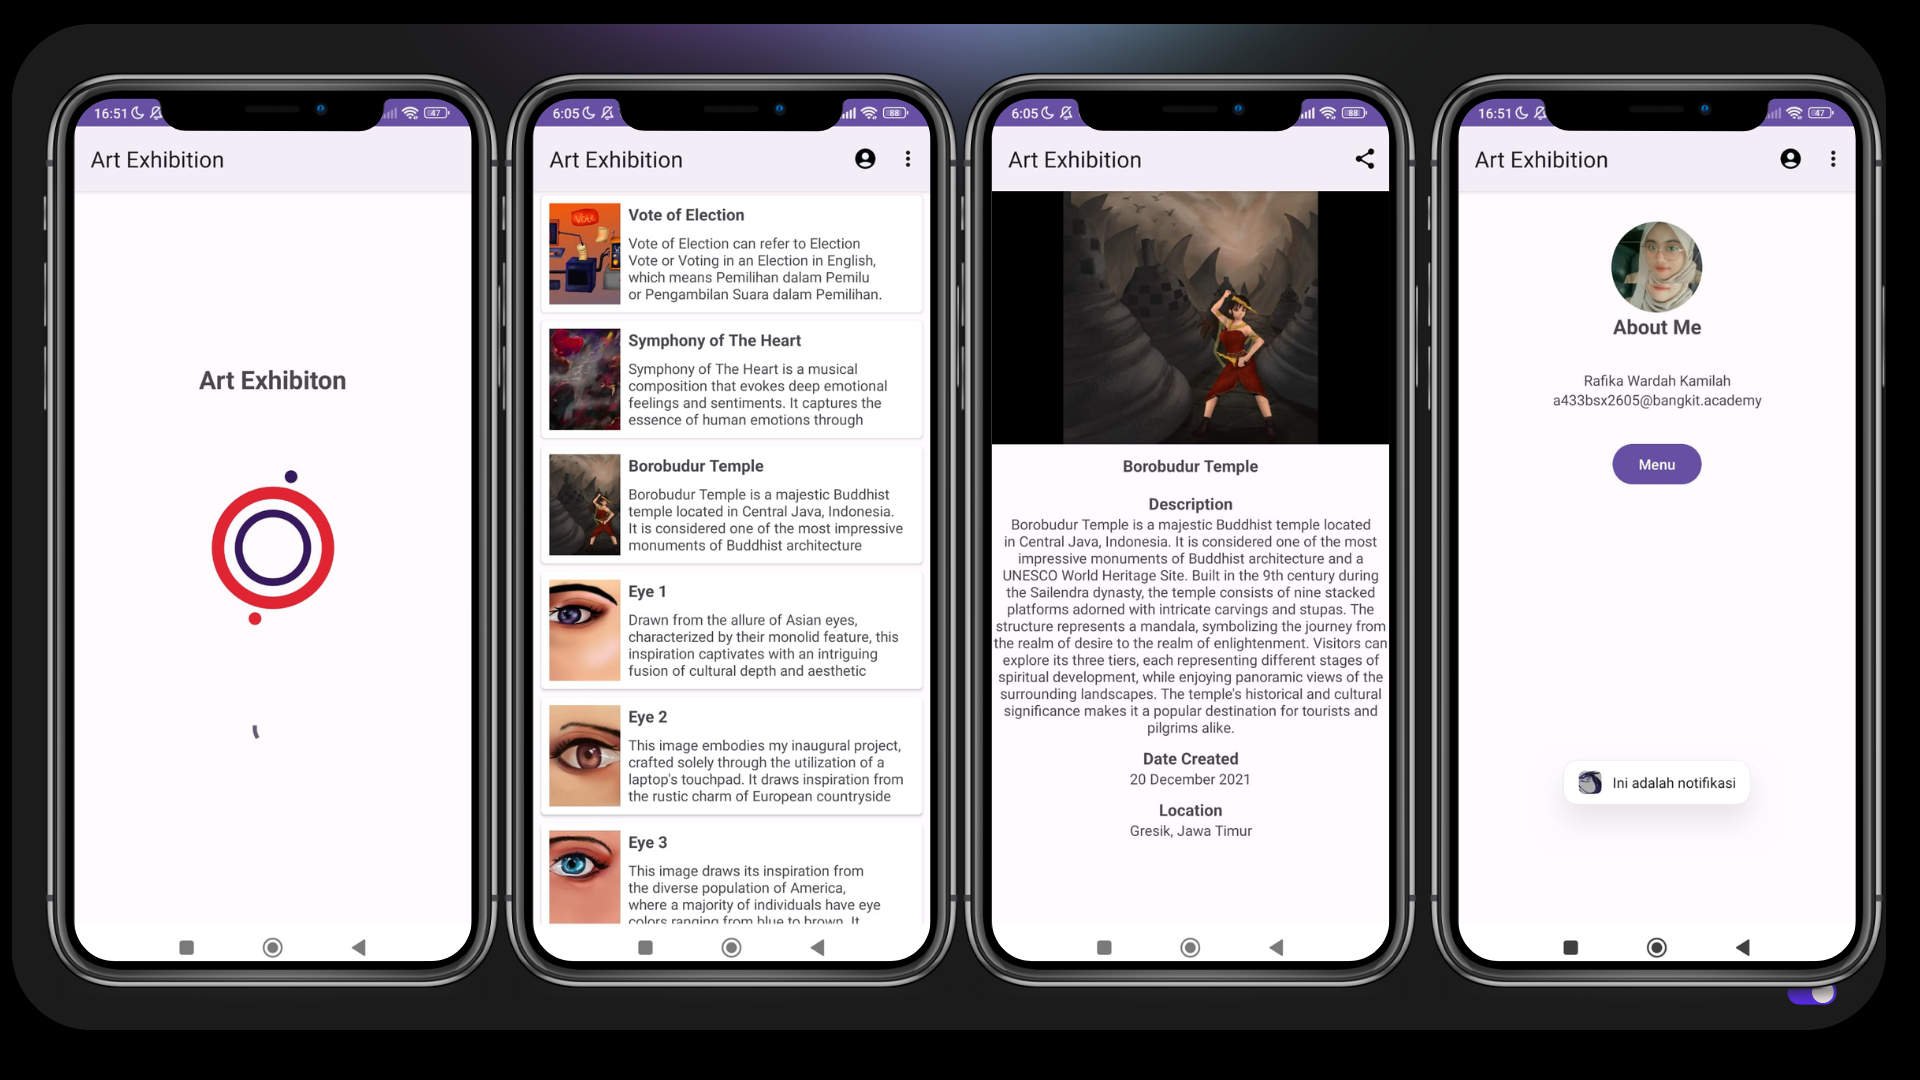 16:51
47
Art Exhibition
Art Exhibiton
6:05
88
Art Exhibition
Vote
Vote of Election
Vote of Election can refer to Election
Vote or Voting in an Election in English,
which means Pemilihan dalam Pemilu
or Pengambilan Suara dalam Pemilihan.
Symphony of The Heart
Symphony of The Heart is a musical
composition that evokes deep emotional
feelings and sentiments. It captures the
essence of human emotions through
Borobudur Temple
Borobudur Temple is a majestic Buddhist
temple located in Central Java, Indonesia.
It is considered one of the most impressive
monuments of Buddhist architecture
Eye 1
Drawn from the allure of Asian eyes,
characterized by their monolid feature, this
inspiration captivates with an intriguing
fusion of cultural depth and aesthetic
Eye 2
This image embodies my inaugural project,
crafted solely through the utilization of a
laptop's touchpad. It draws inspiration from
the rustic charm of European countryside
Eye 3
This image draws its inspiration from
the diverse population of America,
where a majority of individuals have eye
colors ranging from blue to brown. It
6:05
88
Art Exhibition
Borobudur Temple
Description
Borobudur Temple is a majestic Buddhist temple located
in Central Java, Indonesia. It is considered one of the most
impressive monuments of Buddhist architecture and a
UNESCO World Heritage Site. Built in the 9th century during
the Sailendra dynasty, the temple consists of nine stacked
platforms adorned with intricate carvings and stupas. The
structure represents a mandala, symbolizing the journey from
the realm of desire to the realm of enlightenment. Visitors can
explore its three tiers, each representing different stages of
spiritual development, while enjoying panoramic views of the
surrounding landscapes. The temple's historical and cultural
significance makes it a popular destination for tourists and
pilgrims alike.
Date Created
20 December 2021
Location
Gresik, Jawa Timur
16:51
47
Art Exhibition
About Me
Rafika Wardah Kamilah
a433bsx2605@bangkit.academy
Menu
Ini adalah notifikasi